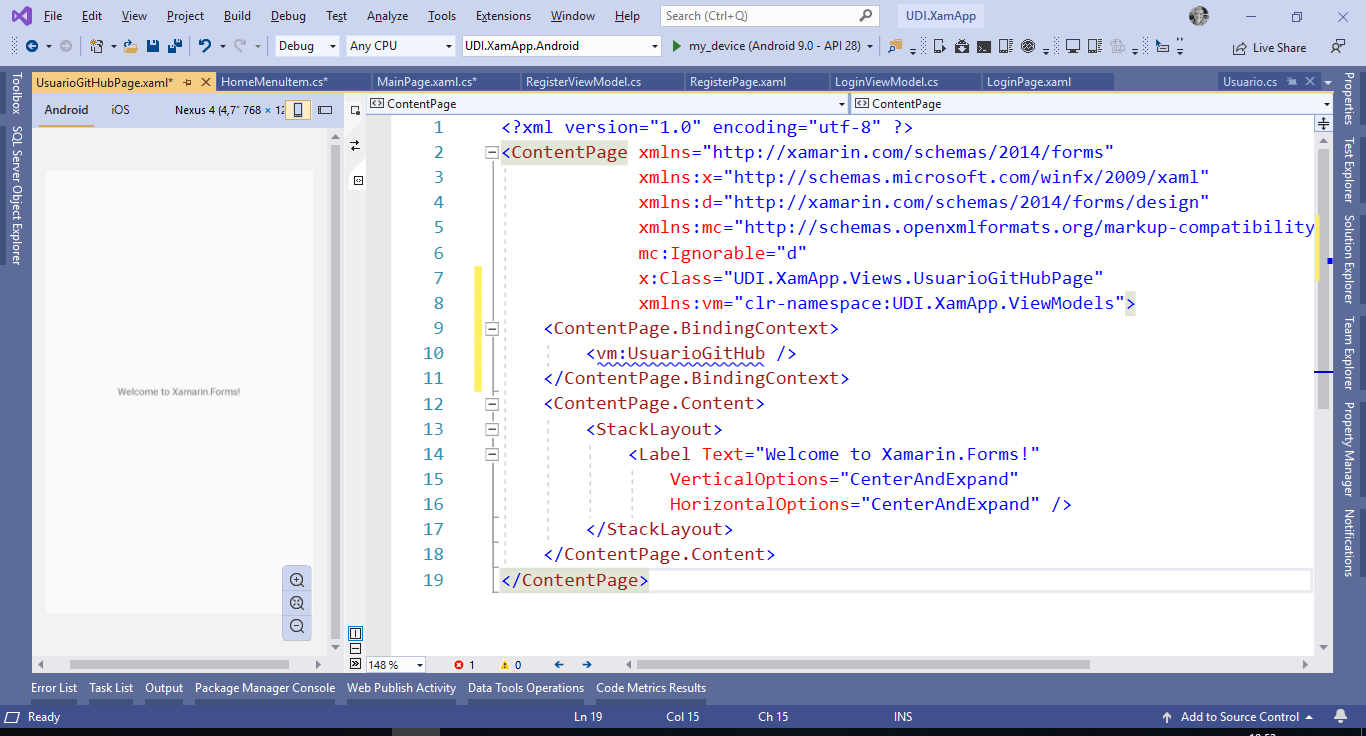 File Edit View Project Build Debug Test Analyze Tools Extensions Window Help Search (Ctrl+Q) UDI.XamApp
Debug Any CPU UDI.XamApp.Android my_device (Android 9.0 - API 28) Live Share
UsuarioGitHubPage.xaml* HomeMenuItem.cs* MainPage.xaml.cs* RegisterViewModel.cs RegisterPage.xaml LoginViewModel.cs LoginPage.xaml Usuario.cs
Toolbox
SQL Server Object Explorer
Android iOS Nexus 4 (4,7" 768 × 12
ContentPage ContentPage
Welcome to Xamarin.Forms!
1 <?xml version="1.0" encoding="utf-8" ?>
2 <ContentPage xmlns="http://xamarin.com/schemas/2014/forms"
3 xmlns:x="http://schemas.microsoft.com/winfx/2009/xaml"
4 xmlns:d="http://xamarin.com/schemas/2014/forms/design"
5 xmlns:mc="http://schemas.openxmlformats.org/markup-compatibility
6 mc:Ignorable="d"
7 x:Class="UDI.XamApp.Views.UsuarioGitHubPage"
8 xmlns:vm="clr-namespace:UDI.XamApp.ViewModels">
9 <ContentPage.BindingContext>
10 <vm:UsuarioGitHub />
11 </ContentPage.BindingContext>
12 <ContentPage.Content>
13 <StackLayout>
14 <Label Text="Welcome to Xamarin.Forms!"
15 VerticalOptions="CenterAndExpand"
16 HorizontalOptions="CenterAndExpand" />
17 </StackLayout>
18 </ContentPage.Content>
19 </ContentPage>
Properties
Test Explorer
Solution Explorer
Team Explorer
Property Manager
Notifications
148 % 1 0
Error List Task List Output Package Manager Console Web Publish Activity Data Tools Operations Code Metrics Results
Ready Ln 19 Col 15 Ch 15 INS Add to Source Control